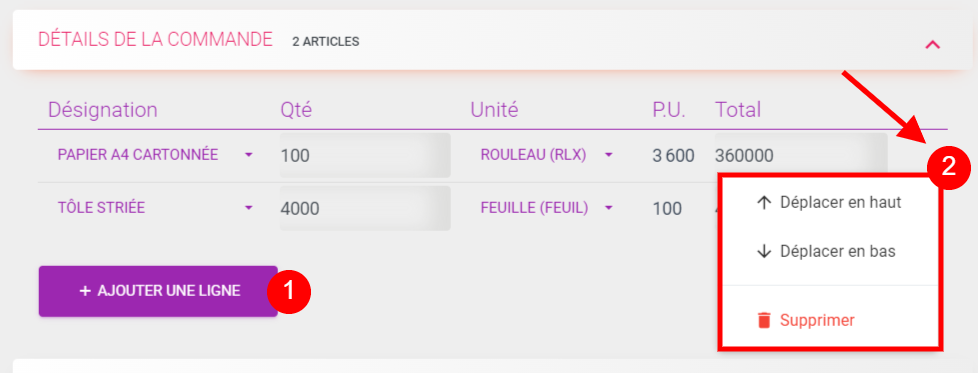 DÉTAILS DE LA COMMANDE 2 ARTICLES
Désignation Qté Unité P.U. Total
PAPIER A4 CARTONNÉE 100 ROULEAU (RLX) 3 600 360000
2
TÔLE STRIÉE 4000 FEUILLE (FEUIL) 100
Déplacer en haut
Déplacer en bas
+ AJOUTER UNE LIGNE 1
Supprimer